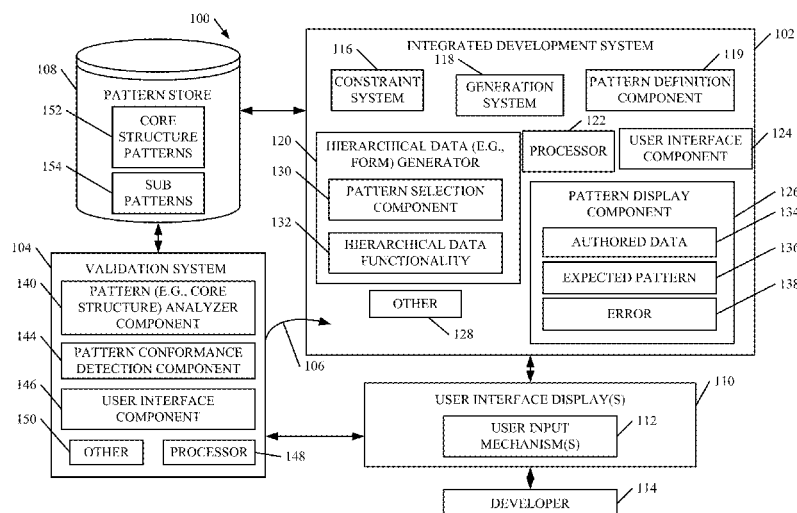 100
102
INTEGRATED DEVELOPMENT SYSTEM
116
CONSTRAINT
SYSTEM
118
GENERATION
SYSTEM
119
PATTERN DEFINITION
COMPONENT
108
PATTERN STORE
152
CORE
STRUCTURE
PATTERNS
154
SUB
PATTERNS
120
HIERARCHICAL DATA (E.G.,
FORM) GENERATOR
130
PATTERN SELECTION
COMPONENT
132
HIERARCHICAL DATA
FUNCTIONALITY
122
PROCESSOR
USER INTERFACE
COMPONENT
124
PATTERN DISPLAY
COMPONENT
126
134
AUTHORED DATA
136
EXPECTED PATTERN
138
ERROR
OTHER
128
104
VALIDATION SYSTEM
140
PATTERN (E.G., CORE
STRUCTURE) ANALYZER
COMPONENT
144
PATTERN CONFORMANCE
DETECTION COMPONENT
146
USER INTERFACE
COMPONENT
150
OTHER
PROCESSOR
148
106
110
USER INTERFACE DISPLAY(S)
USER INPUT
MECHANISM(S)
112
DEVELOPER
114